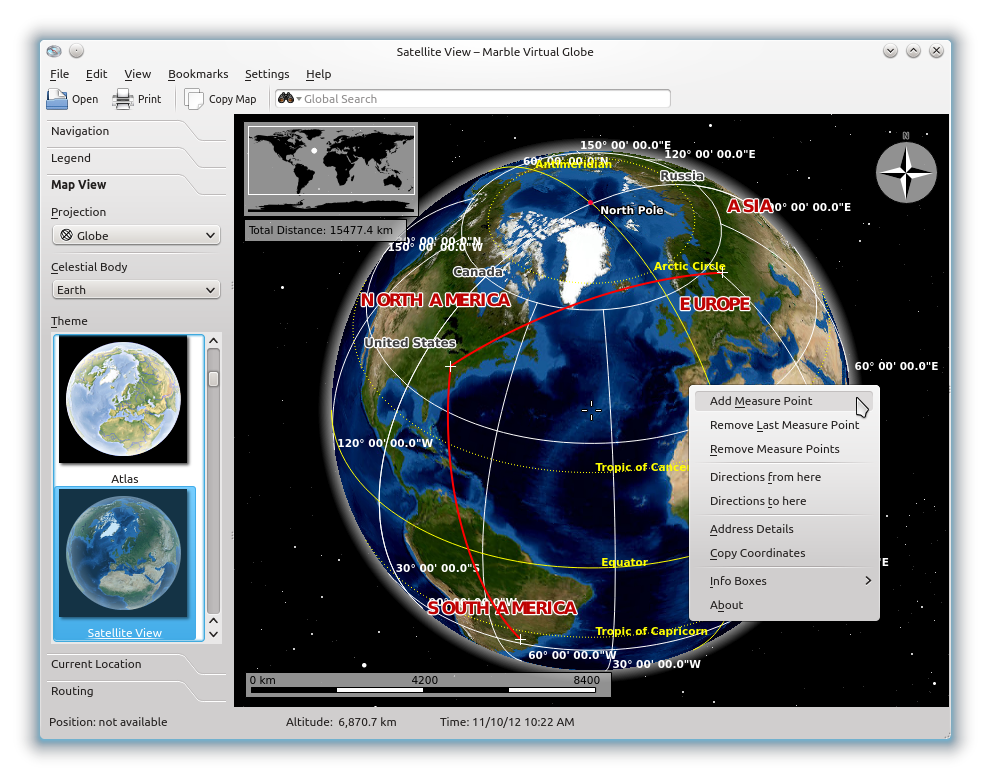 Satellite View – Marble Virtual Globe
File Edit View Bookmarks Settings Help
Open Print Copy Map Global Search
Navigation
Legend
Map View
Projection
Globe
Celestial Body
Earth
Theme
Atlas
Satellite View
Current Location
Routing
Total Distance: 15477.4 km
N
150° 00' 00.0"E
120° 00' 00.0"E
60° 00' 00.0"N
Antimeridian
Russia
ASIA
00° 00' 00.0"E
North Pole
150° 00' 00.0"W
Canada
Arctic Circle
NORTH AMERICA
EUROPE
United States
60° 00' 00.0"E
120° 00' 00.0"W
Tropic of Cance
Equator
30° 00' 00.0"S
SOUTH AMERICA
Tropic of Capricorn
60° 00' 00.0"W
30° 00' 00.0"W
Add Measure Point
Remove Last Measure Point
Remove Measure Points
Directions from here
Directions to here
Address Details
Copy Coordinates
Info Boxes
About
"E
0 km 4200 8400
Position: not available Altitude: 6,870.7 km Time: 11/10/12 10:22 AM